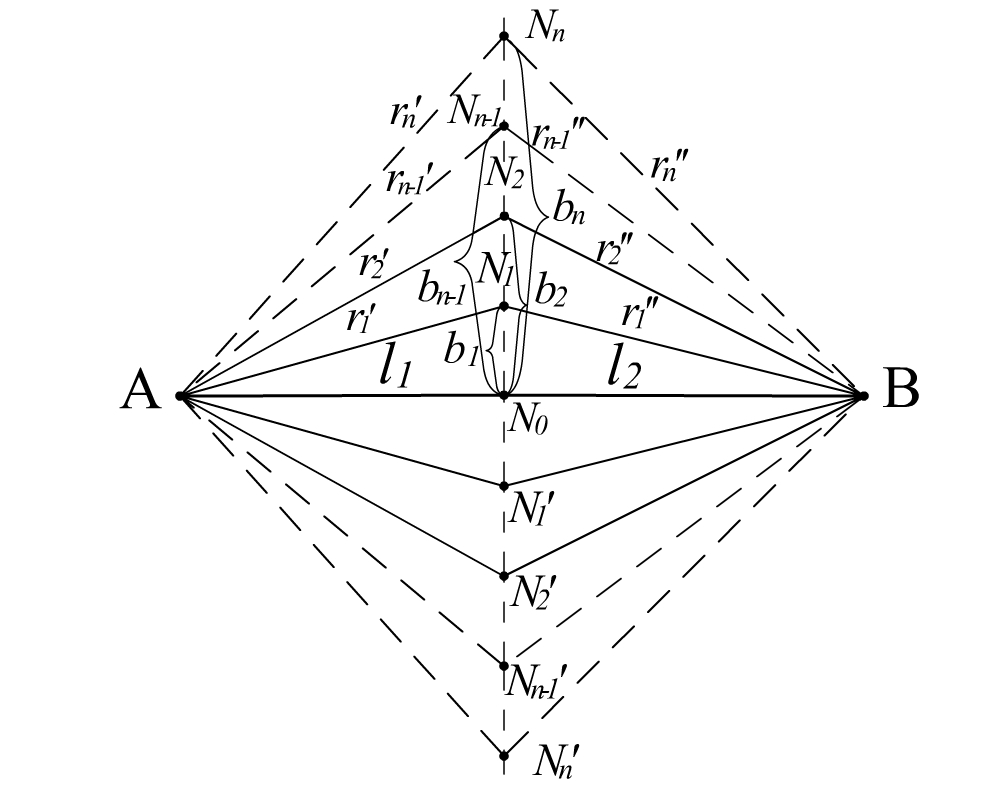 Nₙ
rₙ′
Nₙ₋₁
rₙ₋₁″
rₙ″
rₙ₋₁′
N₂
bₙ
r₂′
r₂″
N₁
bₙ₋₁
b₂
r₁′
r₁″
b₁
l₁
l₂
A
B
N₀
N₁′
N₂′
Nₙ₋₁′
Nₙ′